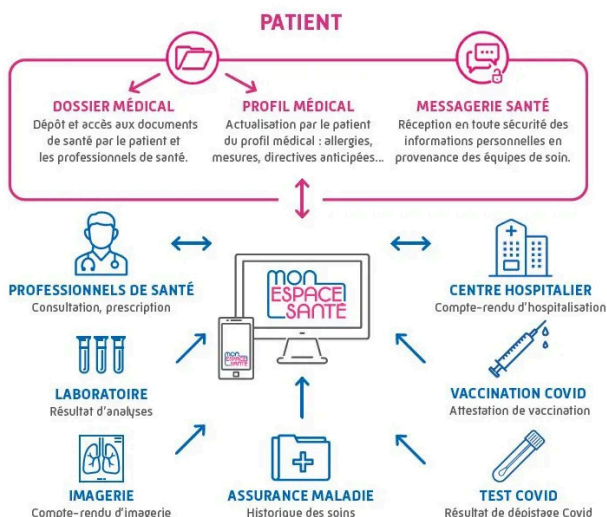 PATIENT
DOSSIER MÉDICAL
Dépôt et accès aux documents
de santé par le patient et
les professionnels de santé.
PROFIL MÉDICAL
Actualisation par le patient
du profil médical : allergies,
mesures, directives anticipées...
MESSAGERIE SANTÉ
Réception en toute sécurité des
informations personnelles en
provenance des équipes de soin.
PROFESSIONNELS DE SANTÉ
Consultation, prescription
mon
ESPACE
SANTÉ
mon
ESPACE
SANTÉ
CENTRE HOSPITALIER
Compte-rendu d'hospitalisation
LABORATOIRE
Résultat d'analyses
VACCINATION COVID
Attestation de vaccination
IMAGERIE
Compte-rendu d'imagerie
ASSURANCE MALADIE
Historique des soins
TEST COVID
Résultat de dépistage Covid